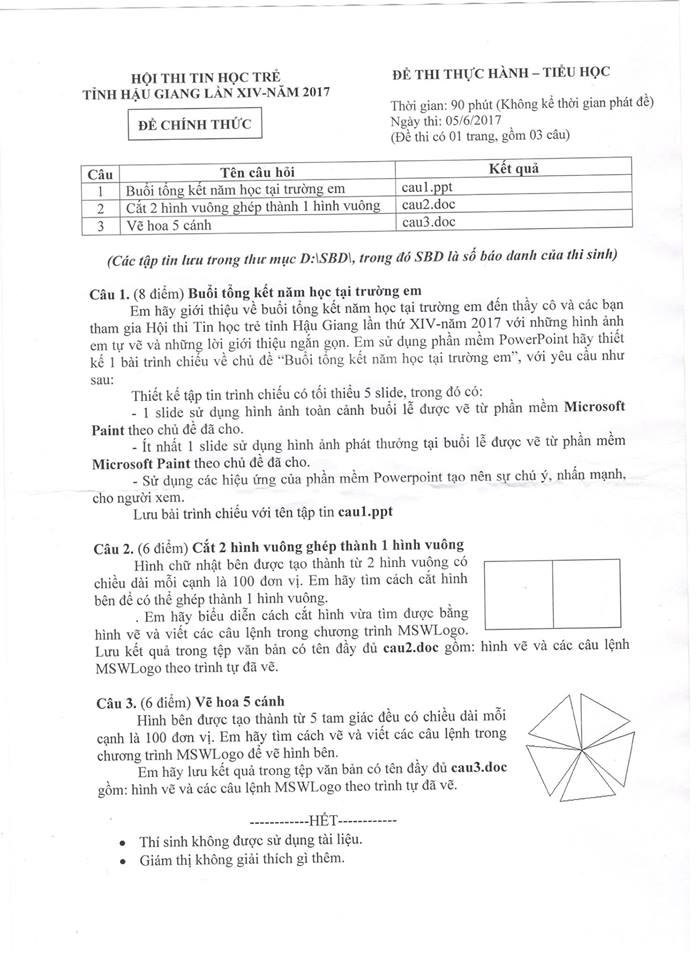 HỘI THI TIN HỌC TRẺ
TỈNH HẬU GIANG LẦN XIV-NĂM 2017
ĐỀ CHÍNH THỨC
ĐỀ THI THỰC HÀNH – TIỂU HỌC
Thời gian: 90 phút (Không kể thời gian phát đề)
Ngày thi: 05/6/2017
(Đề thi có 01 trang, gồm 03 câu)
Câu Tên câu hỏi Kết quả
1 Buổi tổng kết năm học tại trường em cau1.ppt
2 Cắt 2 hình vuông ghép thành 1 hình vuông cau2.doc
3 Vẽ hoa 5 cánh cau3.doc
(Các tập tin lưu trong thư mục D:\SBD\, trong đó SBD là số báo danh của thi sinh)
Câu 1. (8 điểm) Buổi tổng kết năm học tại trường em
Em hãy giới thiệu về buổi tổng kết năm học tại trường em đến thầy cô và các bạn
tham gia Hội thi Tin học trẻ tỉnh Hậu Giang lần thứ XIV-năm 2017 với những hình ảnh
em tự vẽ và những lời giới thiệu ngắn gọn. Em sử dụng phần mềm PowerPoint hãy thiết
kế 1 bài trình chiếu về chủ đề “Buổi tổng kết năm học tại trường em”, với yêu cầu như
sau:
Thiết kế tập tin trình chiếu có tối thiểu 5 slide, trong đó có:
- 1 slide sử dụng hình ảnh toàn cảnh buổi lễ được vẽ từ phần mềm Microsoft
Paint theo chủ đề đã cho.
- Ít nhất 1 slide sử dụng hình ảnh phát thưởng tại buổi lễ được vẽ từ phần mềm
Microsoft Paint theo chủ đề đã cho.
- Sử dụng các hiệu ứng của phần mềm Powerpoint tạo nên sự chú ý, nhấn mạnh,
cho người xem.
Lưu bài trình chiếu với tên tập tin cau1.ppt
Câu 2. (6 điểm) Cắt 2 hình vuông ghép thành 1 hình vuông
Hình chữ nhật bên được tạo thành từ 2 hình vuông có
chiều dài mỗi cạnh là 100 đơn vị. Em hãy tìm cách cắt hình
bên để có thể ghép thành 1 hình vuông.
. Em hãy biểu diễn cách cắt hình vừa tìm được bằng
hình vẽ và viết các câu lệnh trong chương trình MSWLogo.
Lưu kết quả trong tệp văn bản có tên đầy đủ cau2.doc gồm: hình vẽ và các câu lệnh
MSWLogo theo trình tự đã vẽ.
Câu 3. (6 điểm) Vẽ hoa 5 cánh
Hình bên được tạo thành từ 5 tam giác đều có chiều dài mỗi
cạnh là 100 đơn vị. Em hãy tìm cách vẽ và viết các câu lệnh trong
chương trình MSWLogo để vẽ hình bên.
Em hãy lưu kết quả trong tệp văn bản có tên đầy đủ cau3.doc
gồm: hình vẽ và các câu lệnh MSWLogo theo trình tự đã vẽ.
------------HẾT------------
• Thí sinh không được sử dụng tài liệu.
• Giám thị không giải thích gì thêm.